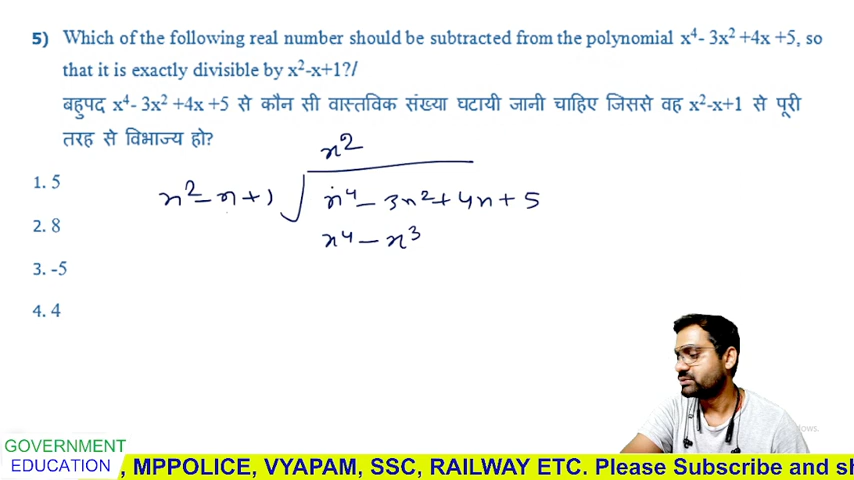 5) Which of the following real number should be subtracted from the polynomial x⁴- 3x² +4x +5, so
that it is exactly divisible by x²-x+1?/
बहुपद x⁴- 3x² +4x +5 से कौन सी वास्तविक संख्या घटायी जानी चाहिए जिससे वह x²-x+1 से पूरी
तरह से विभाज्य हो?
x²
1. 5
x² - x + 1 √ x⁴ - 3x² + 4x + 5
2. 8
x⁴ - x³
3. -5
4. 4
GOVERNMENT
EDUCATION
, MPPOLICE, VYAPAM, SSC, RAILWAY ETC. Please Subscribe and sh